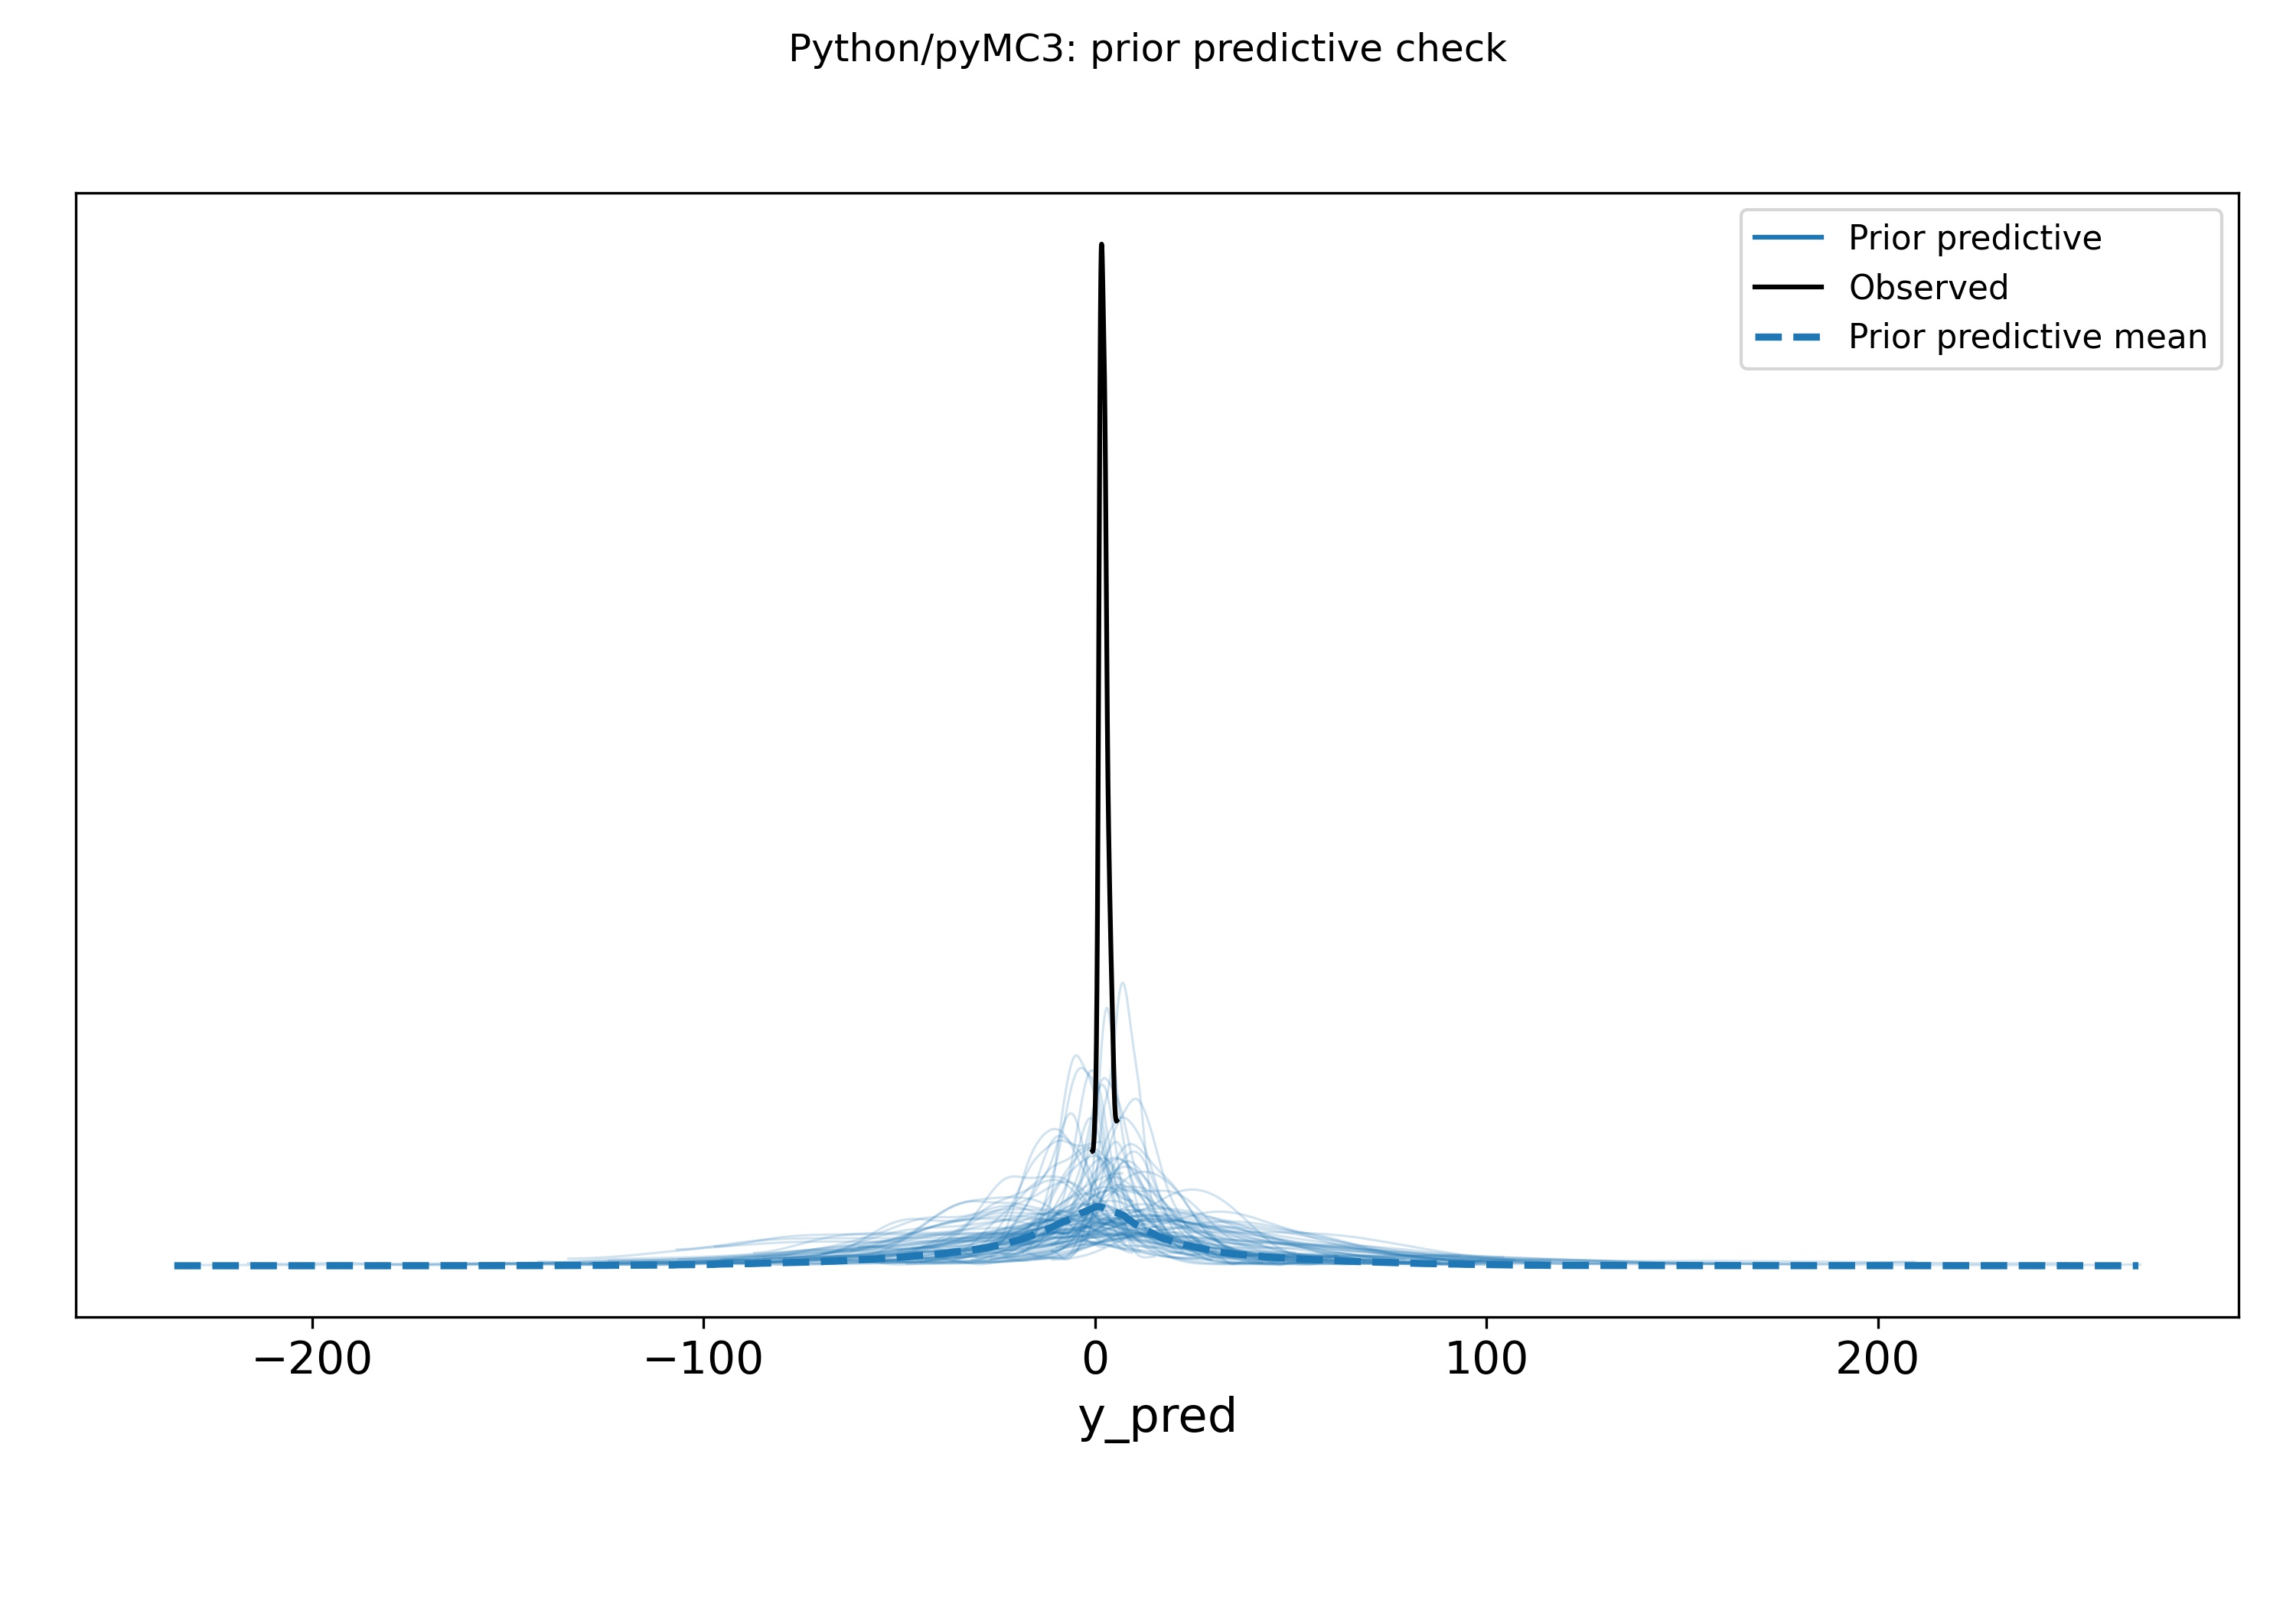 Python/pyMC3: prior predictive check
Prior predictive
Observed
Prior predictive mean
−200 −100 0 100 200
y_pred